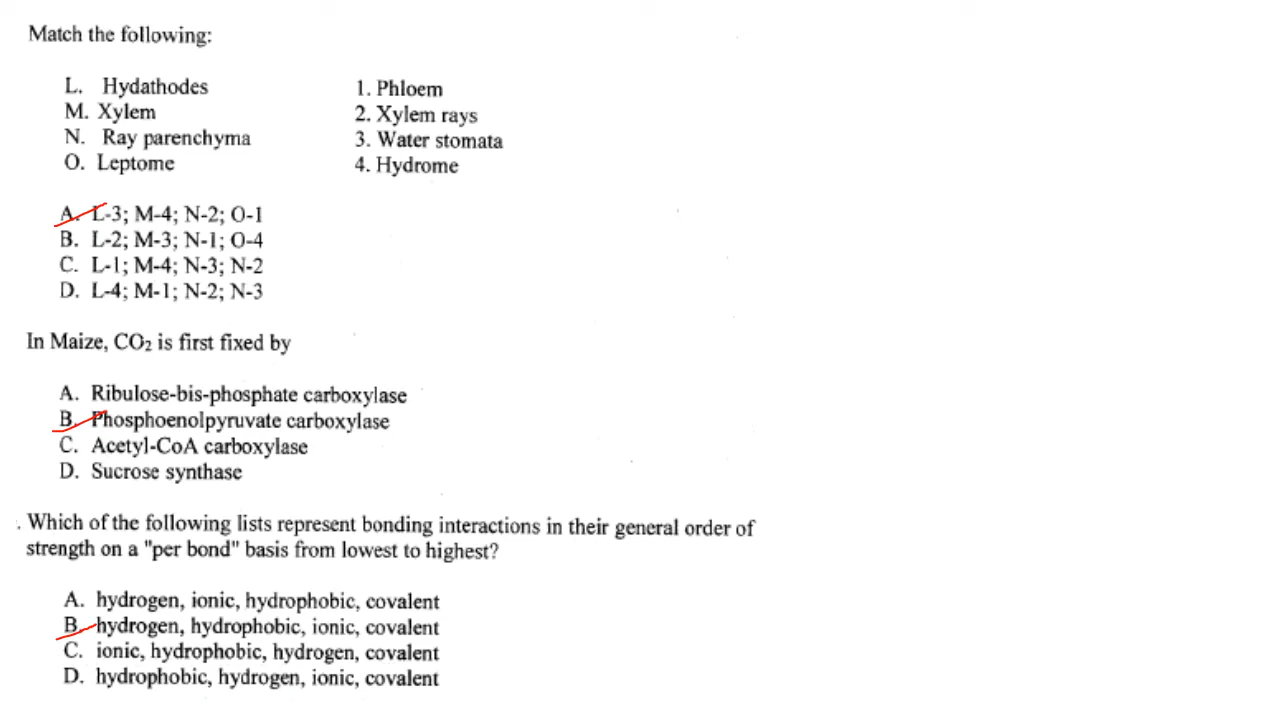 Match the following:
L. Hydathodes 1. Phloem
M. Xylem 2. Xylem rays
N. Ray parenchyma 3. Water stomata
O. Leptome 4. Hydrome
A. L-3; M-4; N-2; O-1
B. L-2; M-3; N-1; O-4
C. L-1; M-4; N-3; N-2
D. L-4; M-1; N-2; N-3
In Maize, CO2 is first fixed by
A. Ribulose-bis-phosphate carboxylase
B. Phosphoenolpyruvate carboxylase
C. Acetyl-CoA carboxylase
D. Sucrose synthase
. Which of the following lists represent bonding interactions in their general order of
strength on a "per bond" basis from lowest to highest?
A. hydrogen, ionic, hydrophobic, covalent
B. hydrogen, hydrophobic, ionic, covalent
C. ionic, hydrophobic, hydrogen, covalent
D. hydrophobic, hydrogen, ionic, covalent